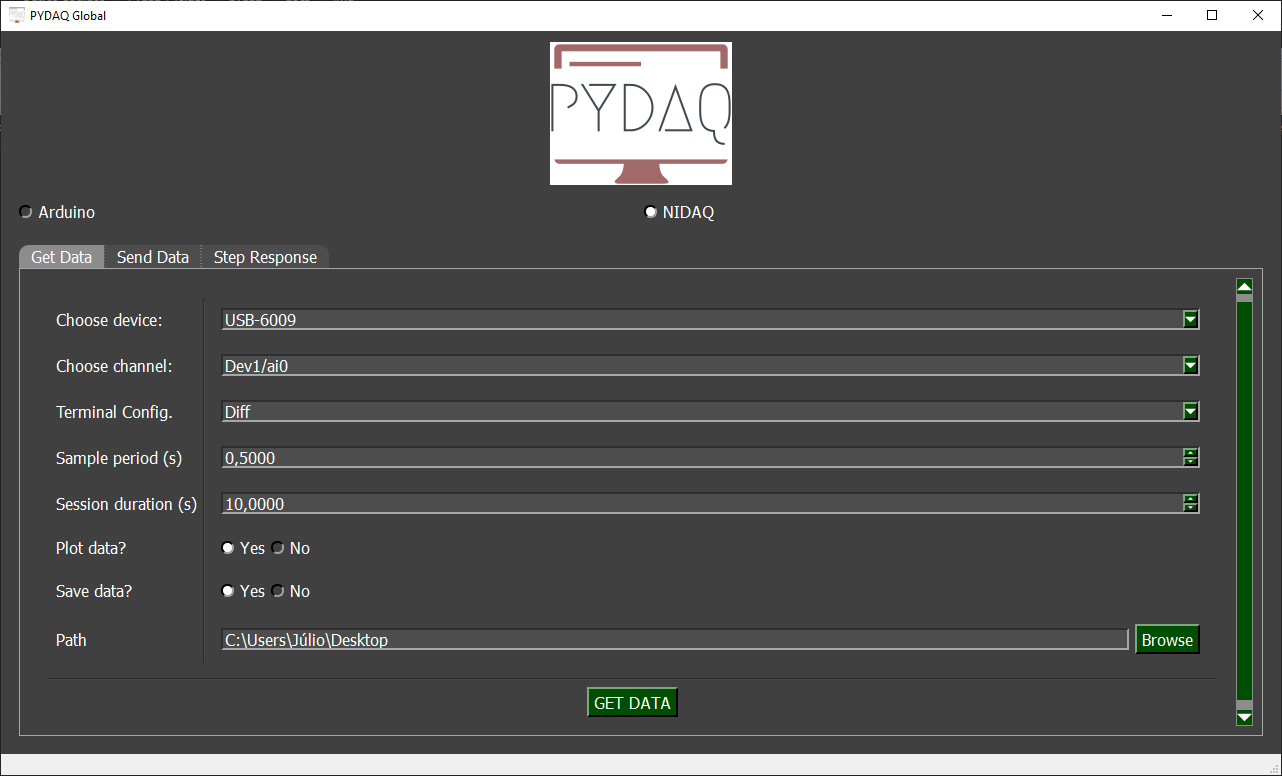 PYDAQ Global
PYDAQ
Arduino NIDAQ
Get Data Send Data Step Response
Choose device: USB-6009
Choose channel: Dev1/ai0
Terminal Config. Diff
Sample period (s) 0,5000
Session duration (s) 10,0000
Plot data? Yes No
Save data? Yes No
Path C:\Users\Júlio\Desktop Browse
GET DATA